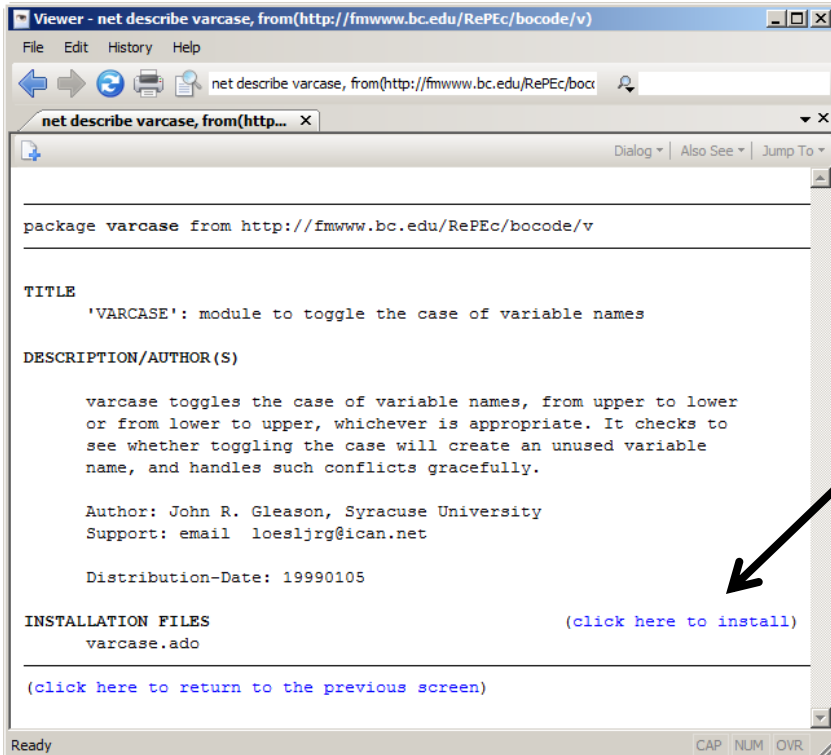 Viewer - net describe varcase, from(http://fmwww.bc.edu/RePEc/bocode/v)
File Edit History Help
net describe varcase, from(http://fmwww.bc.edu/RePEc/boc
net describe varcase, from(http... X
Dialog Also See Jump To
package varcase from http://fmwww.bc.edu/RePEc/bocode/v
TITLE
'VARCASE': module to toggle the case of variable names
DESCRIPTION/AUTHOR(S)
varcase toggles the case of variable names, from upper to lower
or from lower to upper, whichever is appropriate. It checks to
see whether toggling the case will create an unused variable
name, and handles such conflicts gracefully.
Author: John R. Gleason, Syracuse University
Support: email loesljrg@ican.net
Distribution-Date: 19990105
INSTALLATION FILES (click here to install)
varcase.ado
(click here to return to the previous screen)
Ready CAP NUM OVR